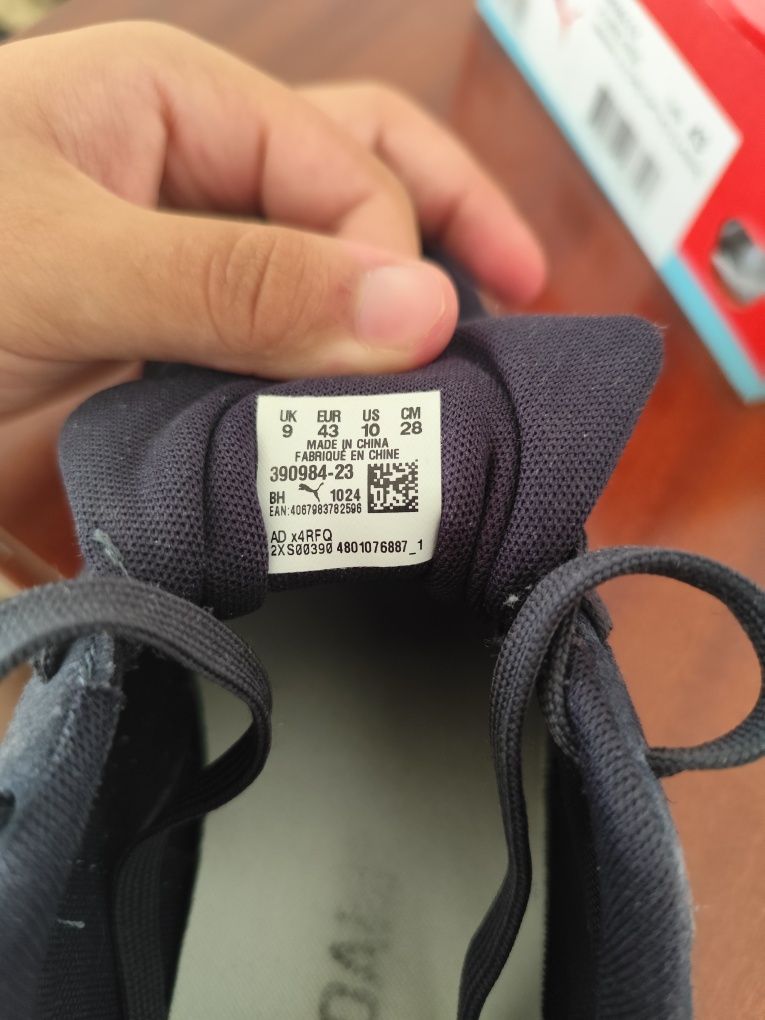 UK EUR US CM
9 43 10 28
MADE IN CHINA
FABRIQUÉ EN CHINE
390984-23
BH 1024
EAN:4067983782596
AD x4RFQ
2XS00390 4801076887_1